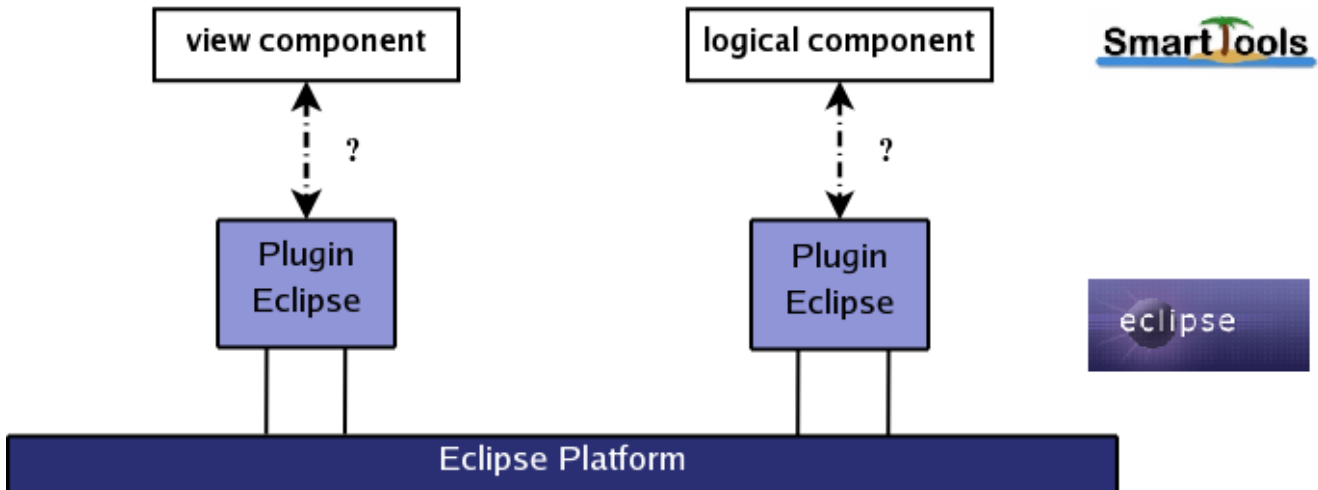 view component
logical component
SmartTools
?
?
Plugin
Eclipse
Plugin
Eclipse
eclipse
Eclipse Platform